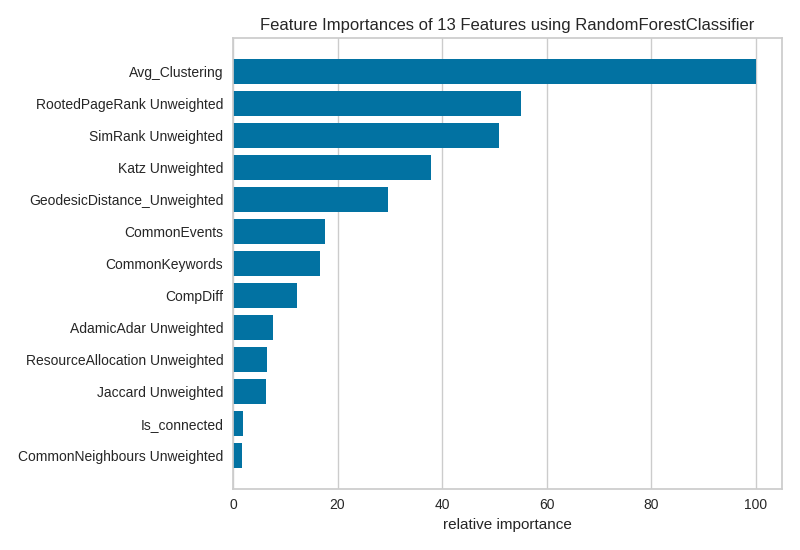 Feature Importances of 13 Features using RandomForestClassifier
Avg_Clustering
RootedPageRank Unweighted
SimRank Unweighted
Katz Unweighted
GeodesicDistance_Unweighted
CommonEvents
CommonKeywords
CompDiff
AdamicAdar Unweighted
ResourceAllocation Unweighted
Jaccard Unweighted
Is_connected
CommonNeighbours Unweighted
0 20 40 60 80 100
relative importance